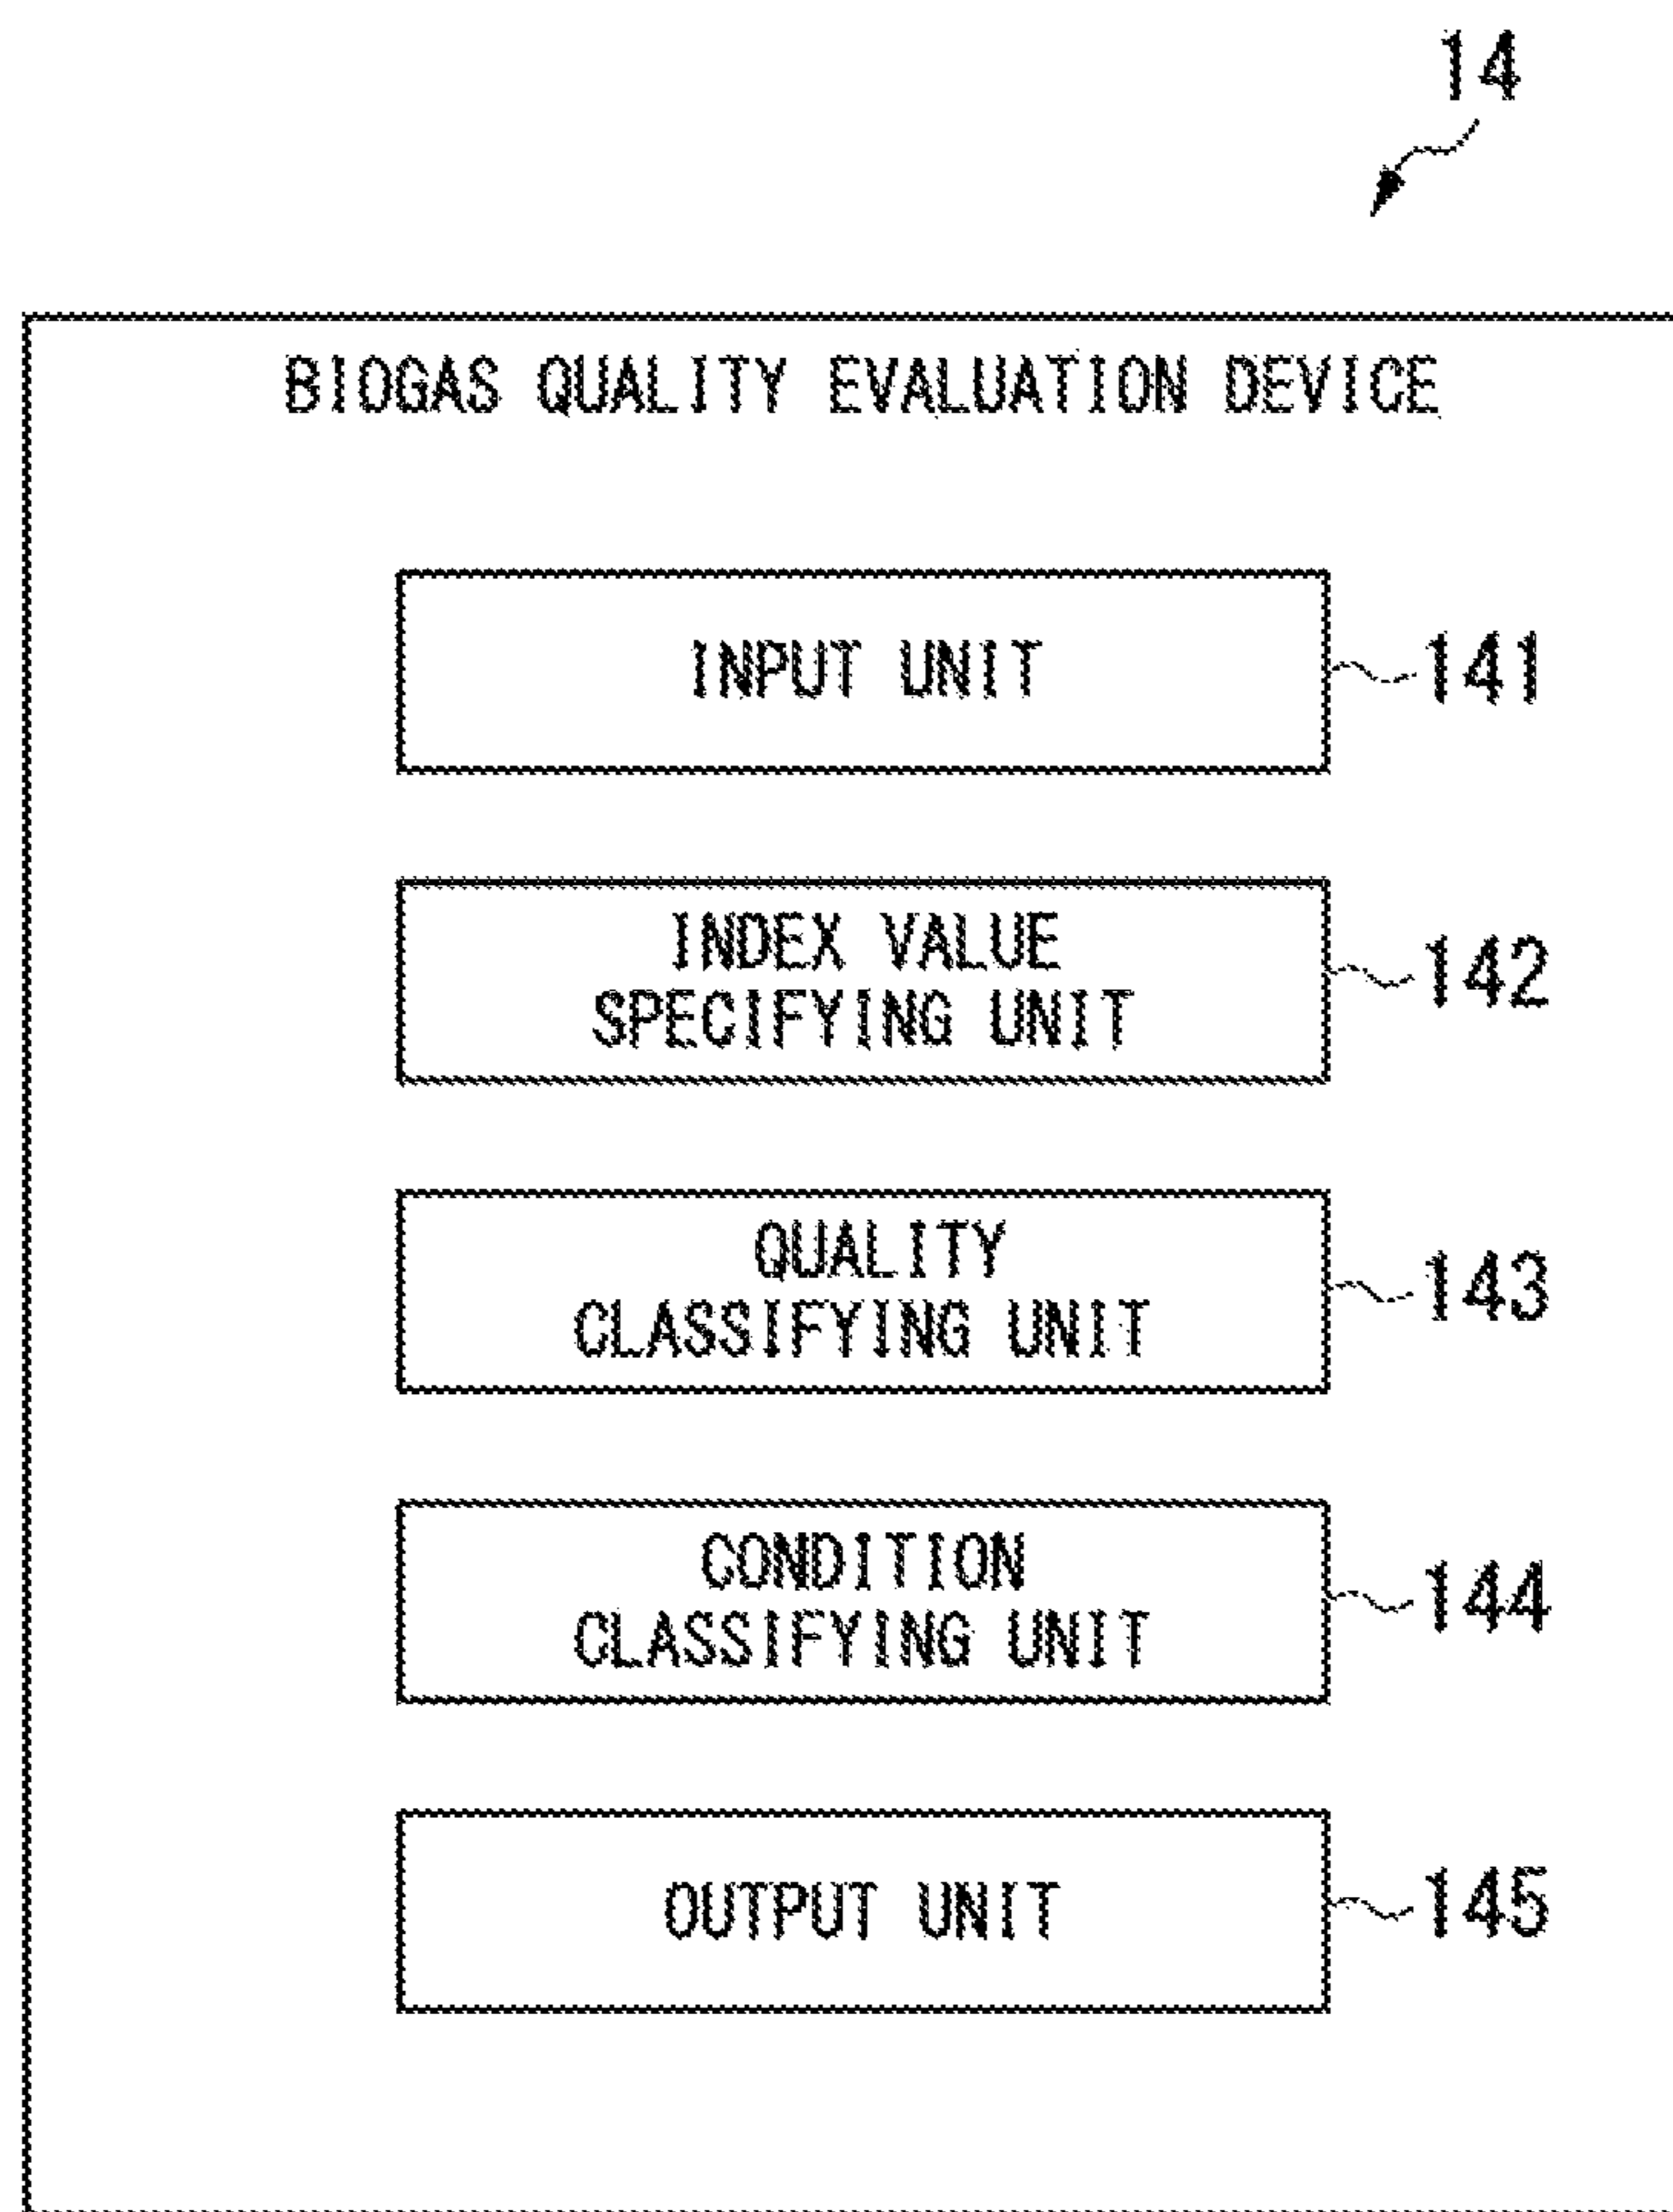 14
BIOGAS QUALITY EVALUATION DEVICE
INPUT UNIT
141
INDEX VALUE
SPECIFYING UNIT
142
QUALITY
CLASSIFYING UNIT
143
CONDITION
CLASSIFYING UNIT
144
OUTPUT UNIT
145